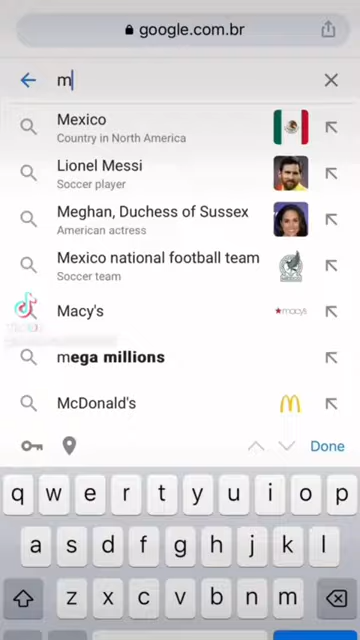 google.com.br
m
Mexico
Country in North America
Lionel Messi
Soccer player
Meghan, Duchess of Sussex
American actress
Mexico national football team
Soccer team
Macy's
macys
mega millions
McDonald's
Done
q w e r t y u i o p
a s d f g h j k l
z x c v b n m